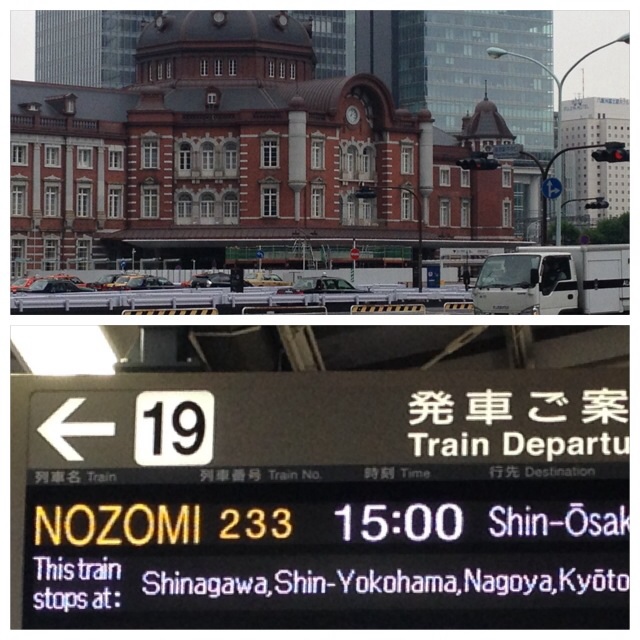 19
発車ご案
Train Departu
列車名 Train 列車番号 Train No. 時刻 Time 行先 Destination
NOZOMI 233 15:00 Shin-Ōsak
This train
stops at: Shinagawa, Shin-Yokohama, Nagoya, Kyōto